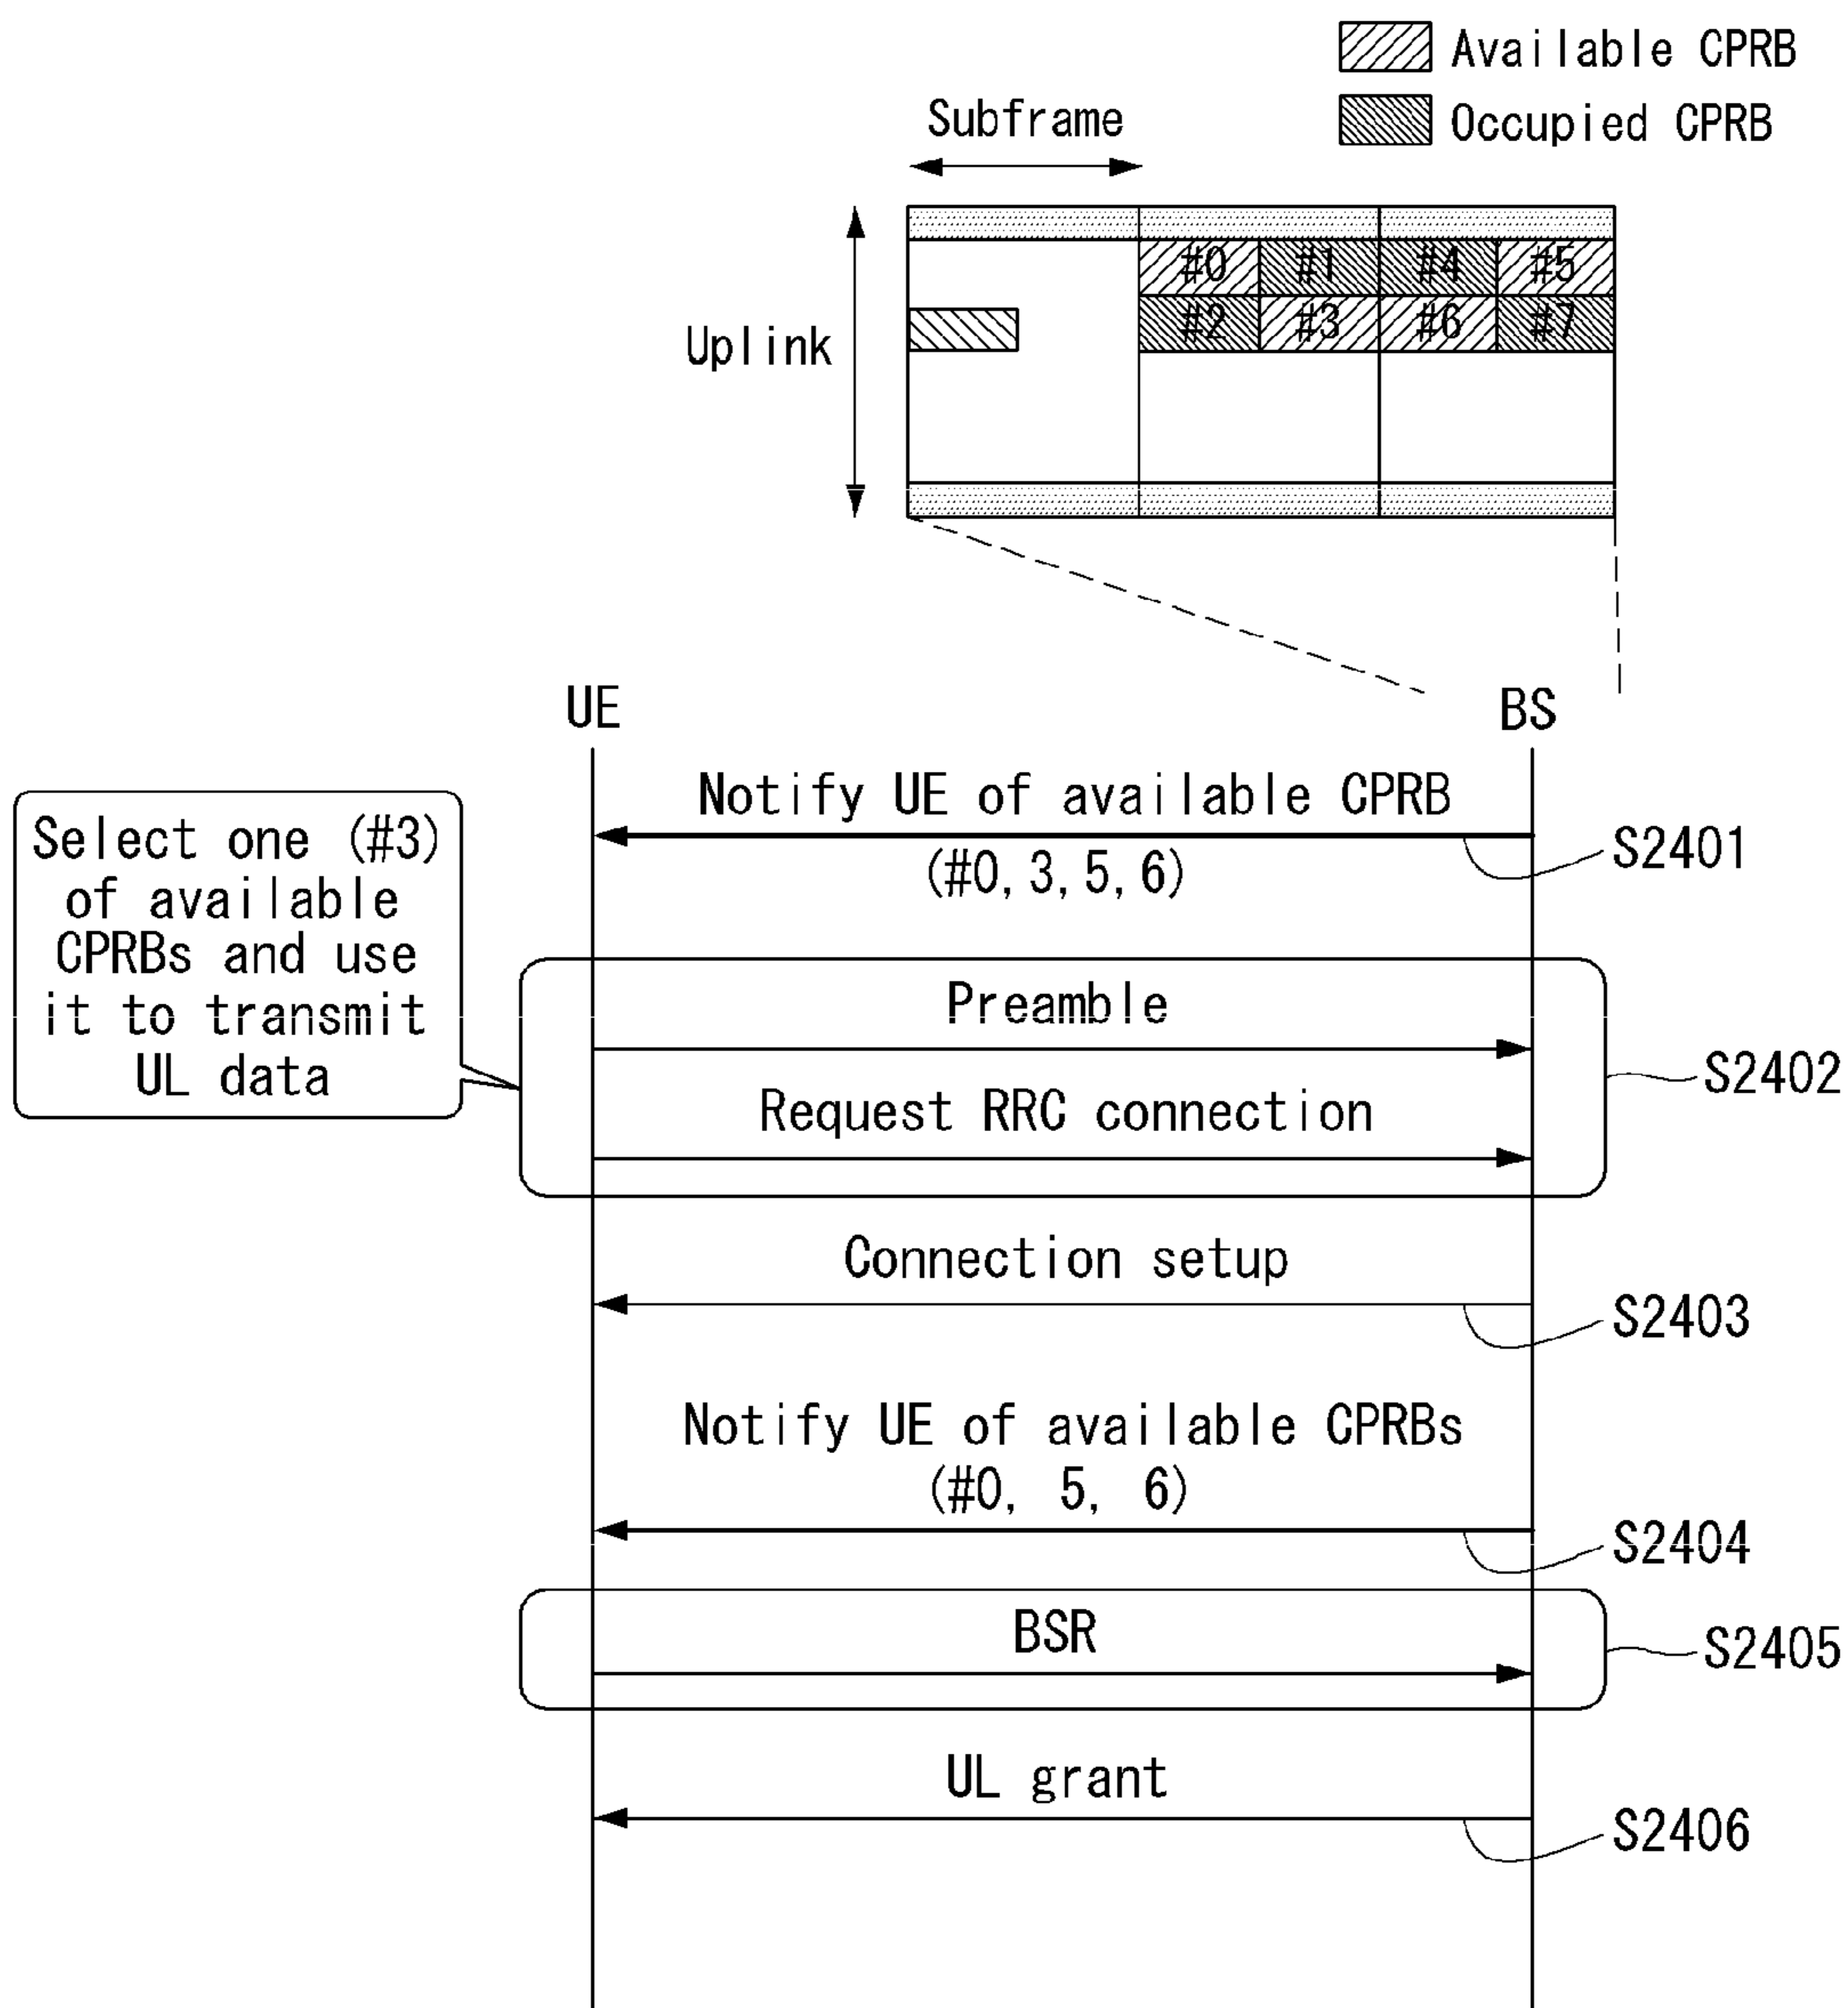 Available CPRB
Occupied CPRB
Subframe
Uplink
#0 #1 #4 #5
#2 #3 #6 #7
UE
BS
Notify UE of available CPRB
(#0, 3, 5, 6)
S2401
Select one (#3)
of available
CPRBs and use
it to transmit
UL data
Preamble
Request RRC connection
S2402
Connection setup
S2403
Notify UE of available CPRBs
(#0, 5, 6)
S2404
BSR
S2405
UL grant
S2406